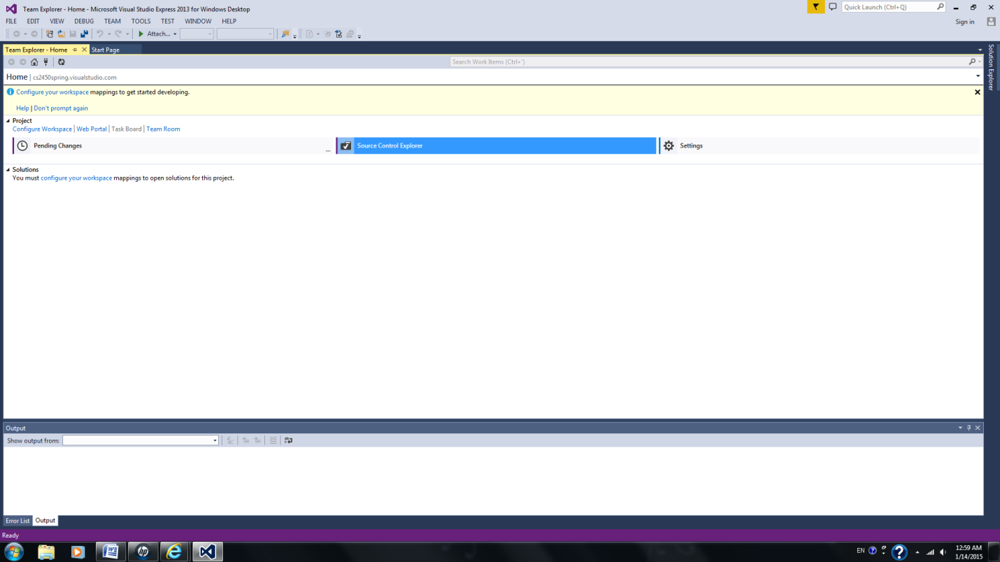 Team Explorer - Home - Microsoft Visual Studio Express 2013 for Windows Desktop
Quick Launch (Ctrl+Q)
FILE EDIT VIEW DEBUG TEAM TOOLS TEST WINDOW HELP
Sign in
Attach...
Team Explorer - Home
Start Page
Solution Explorer
Search Work Items (Ctrl+')
Home | cs2450spring.visualstudio.com
Configure your workspace mappings to get started developing.
Help | Don't prompt again
Project
Configure Workspace | Web Portal | Task Board | Team Room
Pending Changes
...
Source Control Explorer
Settings
Solutions
You must configure your workspace mappings to open solutions for this project.
Output
Show output from:
Error List Output
Ready
EN
12:59 AM
1/14/2015